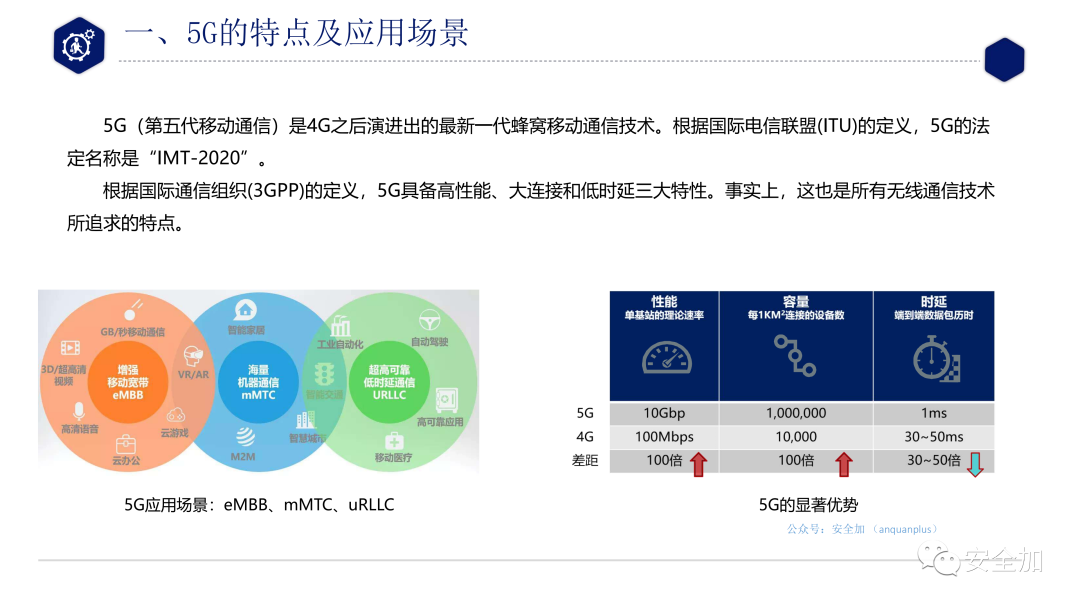 一、5G的特点及应用场景
5G（第五代移动通信）是4G之后演进出的最新一代蜂窝移动通信技术。根据国际电信联盟(ITU)的定义，5G的法
定名称是“IMT-2020”。
根据国际通信组织(3GPP)的定义，5G具备高性能、大连接和低时延三大特性。事实上，这也是所有无线通信技术
所追求的特点。
GB/秒移动通信
3D/超高清
视频
高清语音
云办公
云游戏
VR/AR
增强
移动宽带
eMBB
智能家居
海量
机器通信
mMTC
M2M
智慧城市
智能交通
工业自动化
超高可靠
低时延通信
URLLC
自动驾驶
高可靠应用
移动医疗
5G应用场景：eMBB、mMTC、uRLLC
性能 容量 时延
单基站的理论速率 每1KM²连接的设备数 端到端数据包历时
5G 10Gbp 1,000,000 1ms
4G 100Mbps 10,000 30~50ms
差距 100倍 100倍 30~50倍
5G的显著优势
公众号：安全加 （anquanplus）
安全加